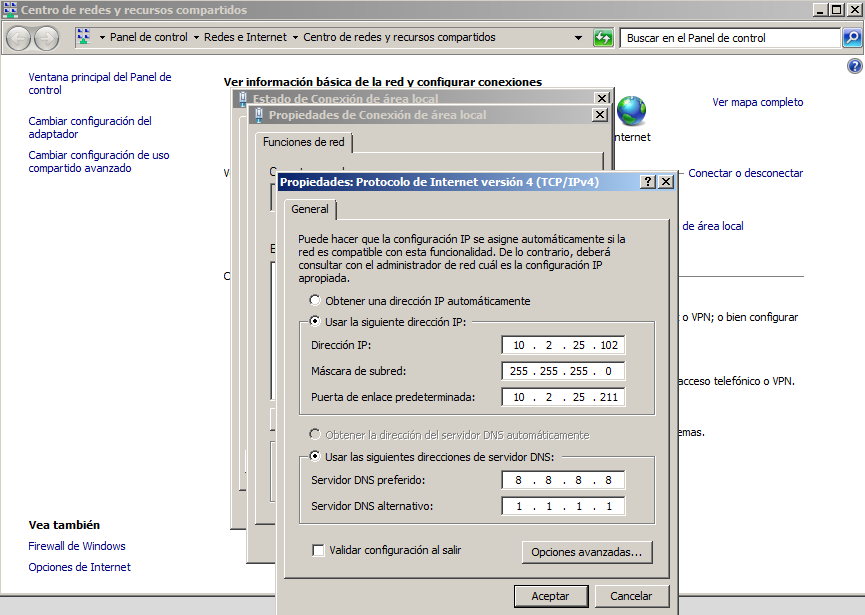 Centro de redes y recursos compartidos
Panel de control Redes e Internet Centro de redes y recursos compartidos
Buscar en el Panel de control
Ventana principal del Panel de
control
Cambiar configuración del
adaptador
Cambiar configuración de uso
compartido avanzado
Ver información básica de la red y configurar conexiones
Ver mapa completo
nternet
Conectar o desconectar
de área local
o VPN; o bien configurar
acceso telefónico o VPN.
emas.
Estado de Conexión de área local
Propiedades de Conexión de área local
Funciones de red
Propiedades: Protocolo de Internet versión 4 (TCP/IPv4)
General
Puede hacer que la configuración IP se asigne automáticamente si la
red es compatible con esta funcionalidad. De lo contrario, deberá
consultar con el administrador de red cuál es la configuración IP
apropiada.
Obtener una dirección IP automáticamente
Usar la siguiente dirección IP:
Dirección IP: 10 . 2 . 25 . 102
Máscara de subred: 255 . 255 . 255 . 0
Puerta de enlace predeterminada: 10 . 2 . 25 . 211
Obtener la dirección del servidor DNS automáticamente
Usar las siguientes direcciones de servidor DNS:
Servidor DNS preferido: 8 . 8 . 8 . 8
Servidor DNS alternativo: 1 . 1 . 1 . 1
Validar configuración al salir
Opciones avanzadas...
Aceptar Cancelar
Vea también
Firewall de Windows
Opciones de Internet